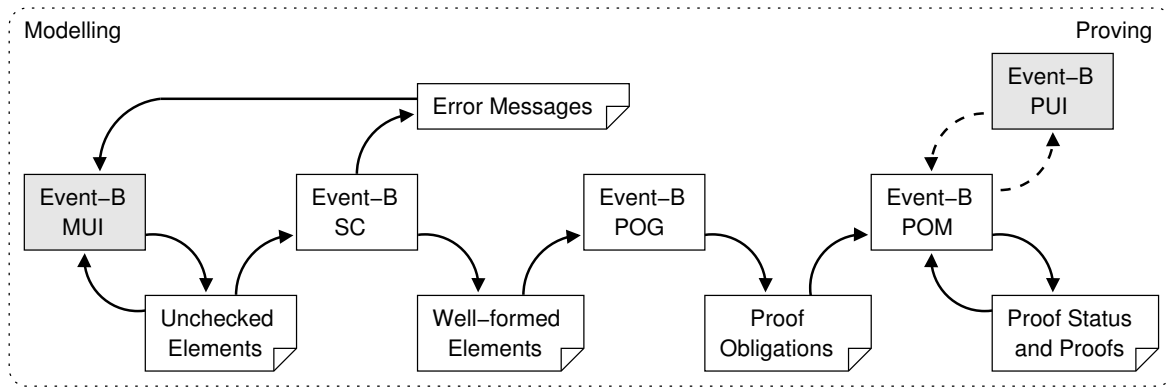 Modelling
Proving
Event–B
PUI
Error Messages
Event–B
MUI
Event–B
SC
Event–B
POG
Event–B
POM
Unchecked
Elements
Well–formed
Elements
Proof
Obligations
Proof Status
and Proofs